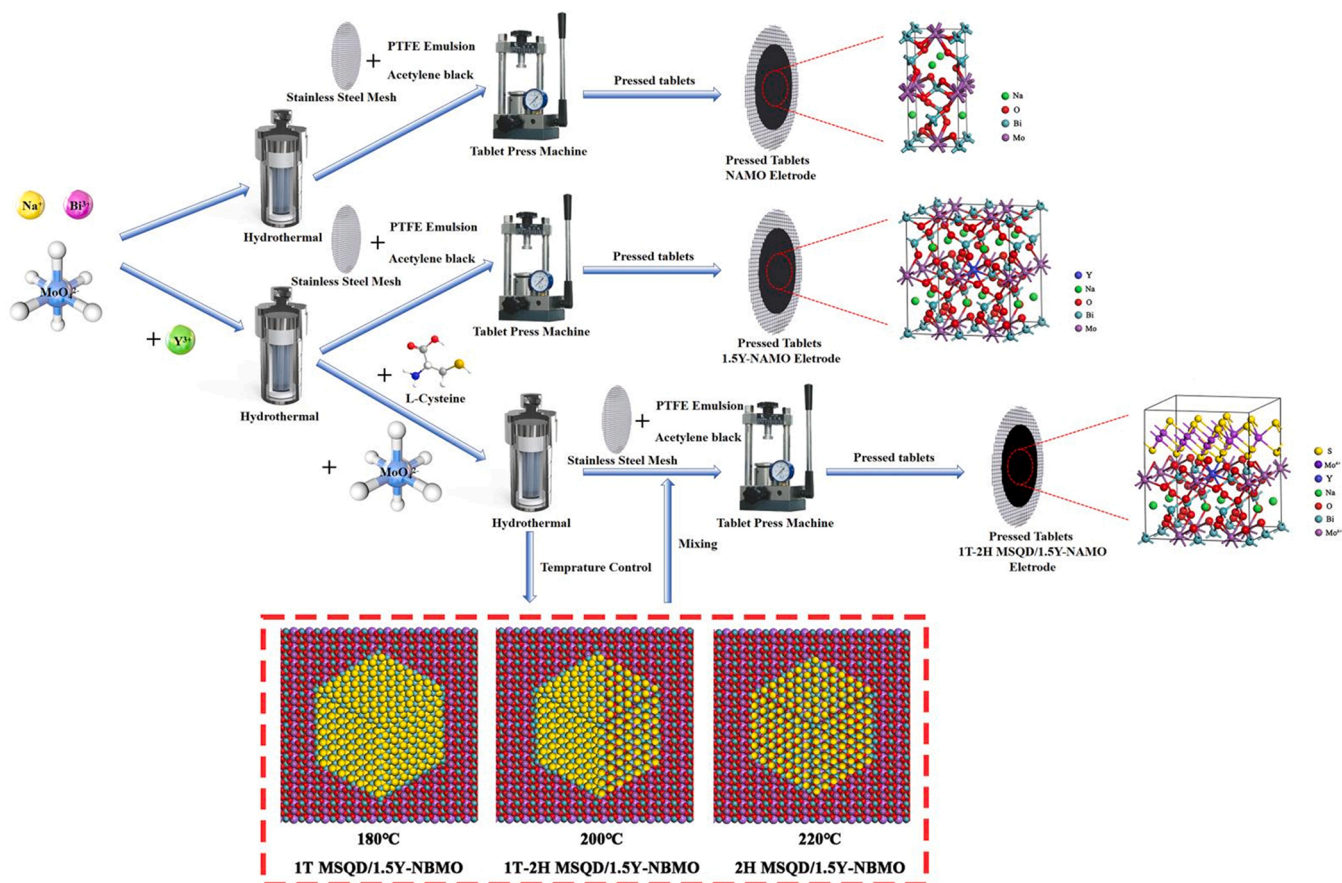 PTFE Emulsion
+
Acetylene black
Stainless Steel Mesh
Pressed tablets
Tablet Press Machine
Pressed Tablets
NAMO Eletrode
Na
O
Bi
Mo
Na⁺
Bi³⁺
Hydrothermal
MoO₄²⁻
+
Y³⁺
PTFE Emulsion
+
Acetylene black
Stainless Steel Mesh
Pressed tablets
Tablet Press Machine
Pressed Tablets
1.5Y-NAMO Eletrode
Y
Na
O
Bi
Mo
Hydrothermal
+
L-Cysteine
+
MoO₄²⁻
PTFE Emulsion
+
Acetylene black
Stainless Steel Mesh
Hydrothermal
Pressed tablets
Tablet Press Machine
Pressed Tablets
1T-2H MSQD/1.5Y-NAMO
Eletrode
S
Mo⁴⁺
Y
Na
O
Bi
Mo⁶⁺
Temprature Control
Mixing
180℃
1T MSQD/1.5Y-NBMO
200℃
1T-2H MSQD/1.5Y-NBMO
220℃
2H MSQD/1.5Y-NBMO